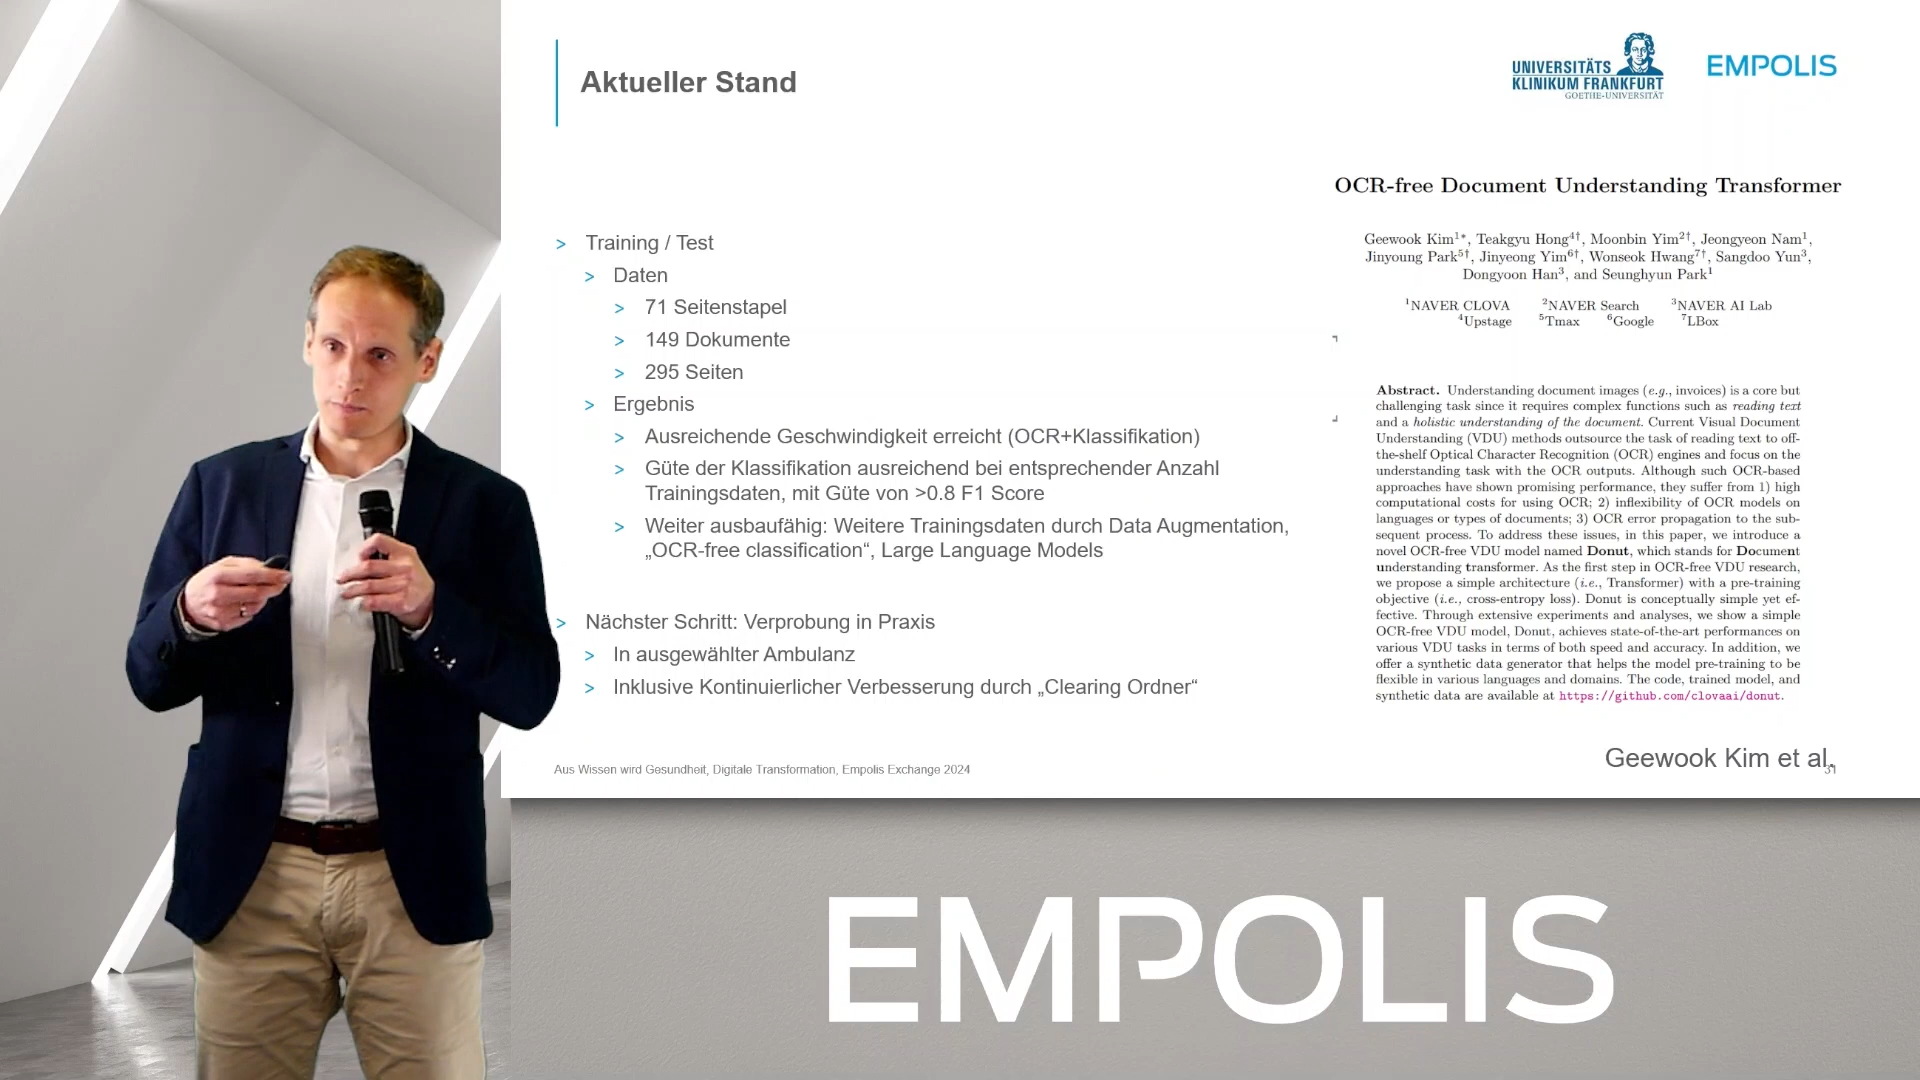 Aktueller Stand
UNIVERSITÄTS
KLINIKUM FRANKFURT
GOETHE-UNIVERSITÄT
EMPOLIS
> Training / Test
> Daten
> 71 Seitenstapel
> 149 Dokumente
> 295 Seiten
> Ergebnis
> Ausreichende Geschwindigkeit erreicht (OCR+Klassifikation)
> Güte der Klassifikation ausreichend bei entsprechender Anzahl
Trainingsdaten, mit Güte von >0.8 F1 Score
> Weiter ausbaufähig: Weitere Trainingsdaten durch Data Augmentation,
„OCR-free classification“, Large Language Models
> Nächster Schritt: Verprobung in Praxis
> In ausgewählter Ambulanz
> Inklusive Kontinuierlicher Verbesserung durch „Clearing Ordner“
OCR-free Document Understanding Transformer
Geewook Kim¹*, Teakgyu Hong⁴†, Moonbin Yim²†, Jeongyeon Nam¹,
Jinyoung Park⁵†, Jinyeong Yim⁶†, Wonseok Hwang⁷†, Sangdoo Yun³,
Dongyoon Han³, and Seunghyun Park¹
¹NAVER CLOVA ²NAVER Search ³NAVER AI Lab
⁴Upstage ⁵Tmax ⁶Google ⁷LBox
Abstract. Understanding document images (e.g., invoices) is a core but
challenging task since it requires complex functions such as reading text
and a holistic understanding of the document. Current Visual Document
Understanding (VDU) methods outsource the task of reading text to off-
the-shelf Optical Character Recognition (OCR) engines and focus on the
understanding task with the OCR outputs. Although such OCR-based
approaches have shown promising performance, they suffer from 1) high
computational costs for using OCR; 2) inflexibility of OCR models on
languages or types of documents; 3) OCR error propagation to the sub-
sequent process. To address these issues, in this paper, we introduce a
novel OCR-free VDU model named Donut, which stands for Document
understanding transformer. As the first step in OCR-free VDU research,
we propose a simple architecture (i.e., Transformer) with a pre-training
objective (i.e., cross-entropy loss). Donut is conceptually simple yet ef-
fective. Through extensive experiments and analyses, we show a simple
OCR-free VDU model, Donut, achieves state-of-the-art performances on
various VDU tasks in terms of both speed and accuracy. In addition, we
offer a synthetic data generator that helps the model pre-training to be
flexible in various languages and domains. The code, trained model, and
synthetic data are available at https://github.com/clovaai/donut.
Geewook Kim et al.
Aus Wissen wird Gesundheit, Digitale Transformation, Empolis Exchange 2024
31
EMPOLIS